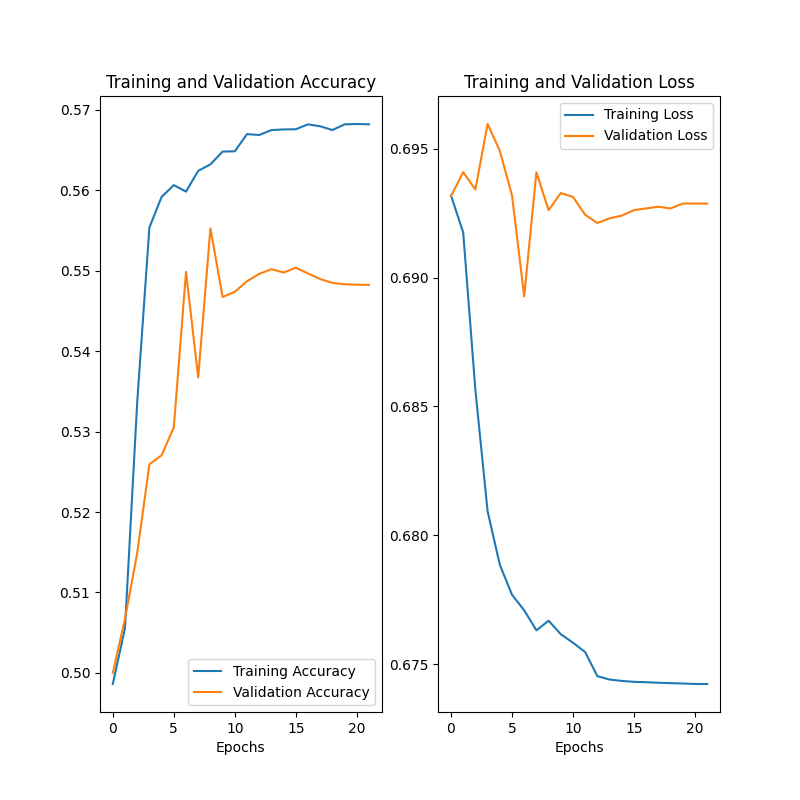 Training and Validation Accuracy
0.57
0.56
0.55
0.54
0.53
0.52
0.51
0.50
Training Accuracy
Validation Accuracy
0 5 10 15 20
Epochs
Training and Validation Loss
Training Loss
Validation Loss
0.695
0.690
0.685
0.680
0.675
0 5 10 15 20
Epochs